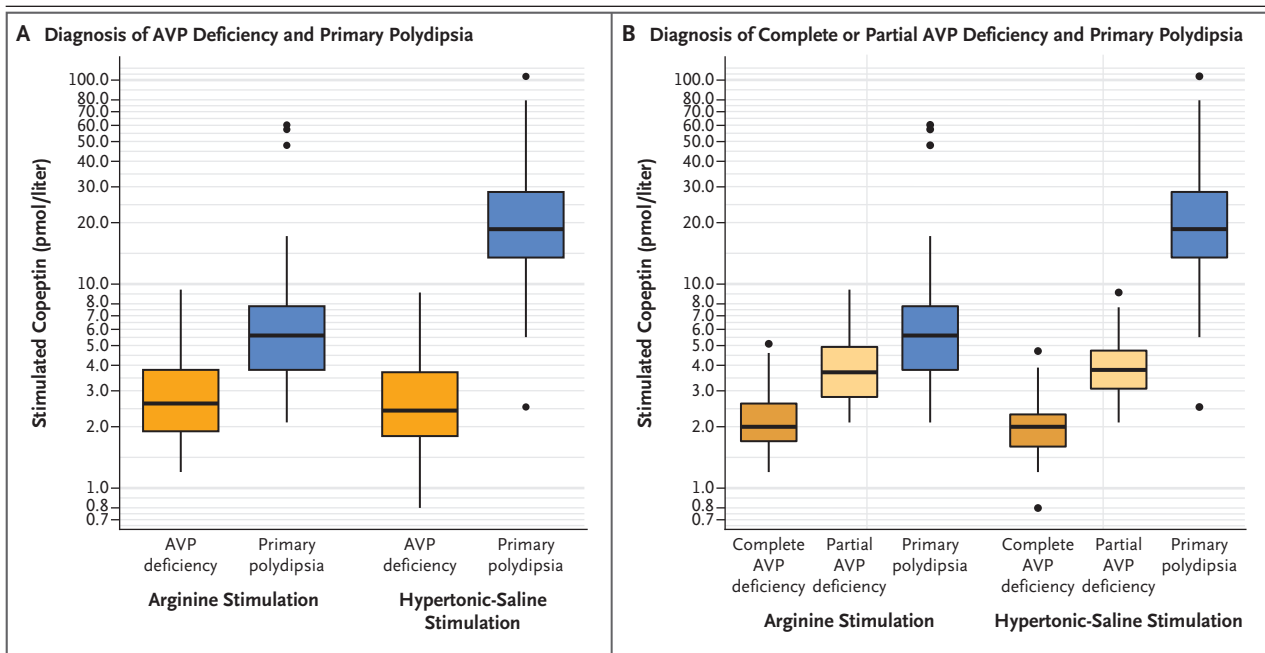 A Diagnosis of AVP Deficiency and Primary Polydipsia
Stimulated Copeptin (pmol/liter)
100.0
80.0
70.0
60.0
50.0
40.0
30.0
20.0
10.0
8.0
7.0
6.0
5.0
4.0
3.0
2.0
1.0
0.8
0.7
AVP
deficiency
Primary
polydipsia
AVP
deficiency
Primary
polydipsia
Arginine Stimulation
Hypertonic-Saline
Stimulation
B Diagnosis of Complete or Partial AVP Deficiency and Primary Polydipsia
Stimulated Copeptin (pmol/liter)
100.0
80.0
70.0
60.0
50.0
40.0
30.0
20.0
10.0
8.0
7.0
6.0
5.0
4.0
3.0
2.0
1.0
0.8
0.7
Complete
AVP
deficiency
Partial
AVP
deficiency
Primary
polydipsia
Complete
AVP
deficiency
Partial
AVP
deficiency
Primary
polydipsia
Arginine Stimulation
Hypertonic-Saline Stimulation